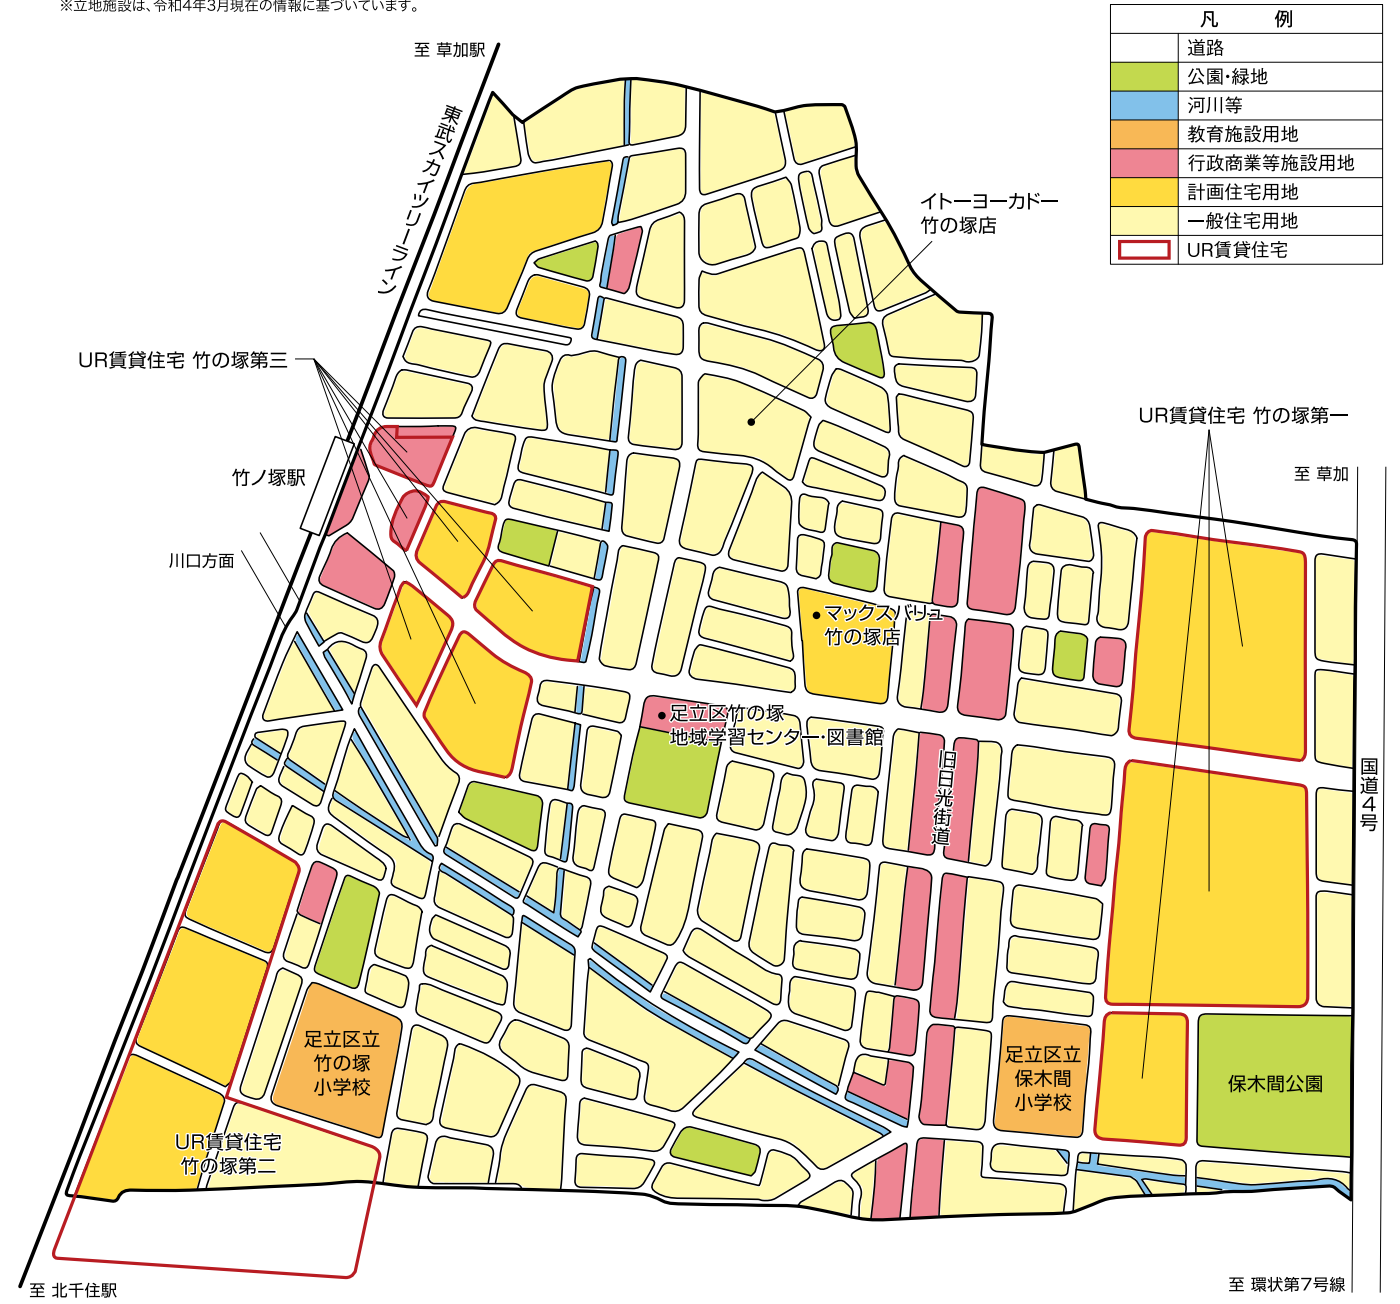 ※立地施設は、令和4年3月現在の情報に基づいています。
凡 例
道路
公園・緑地
河川等
教育施設用地
行政商業等施設用地
計画住宅用地
一般住宅用地
UR賃貸住宅
至 草加駅
東武スカイツリーライン
イトーヨーカドー
竹の塚店
UR賃貸住宅 竹の塚第三
UR賃貸住宅 竹の塚第一
竹ノ塚駅
至 草加
川口方面
マックスバリュ
竹の塚店
足立区竹の塚
地域学習センター・図書館
旧日光街道
国道4号
足立区立
竹の塚
小学校
足立区立
保木間
小学校
保木間公園
UR賃貸住宅
竹の塚第二
至 北千住駅
至 環状第7号線